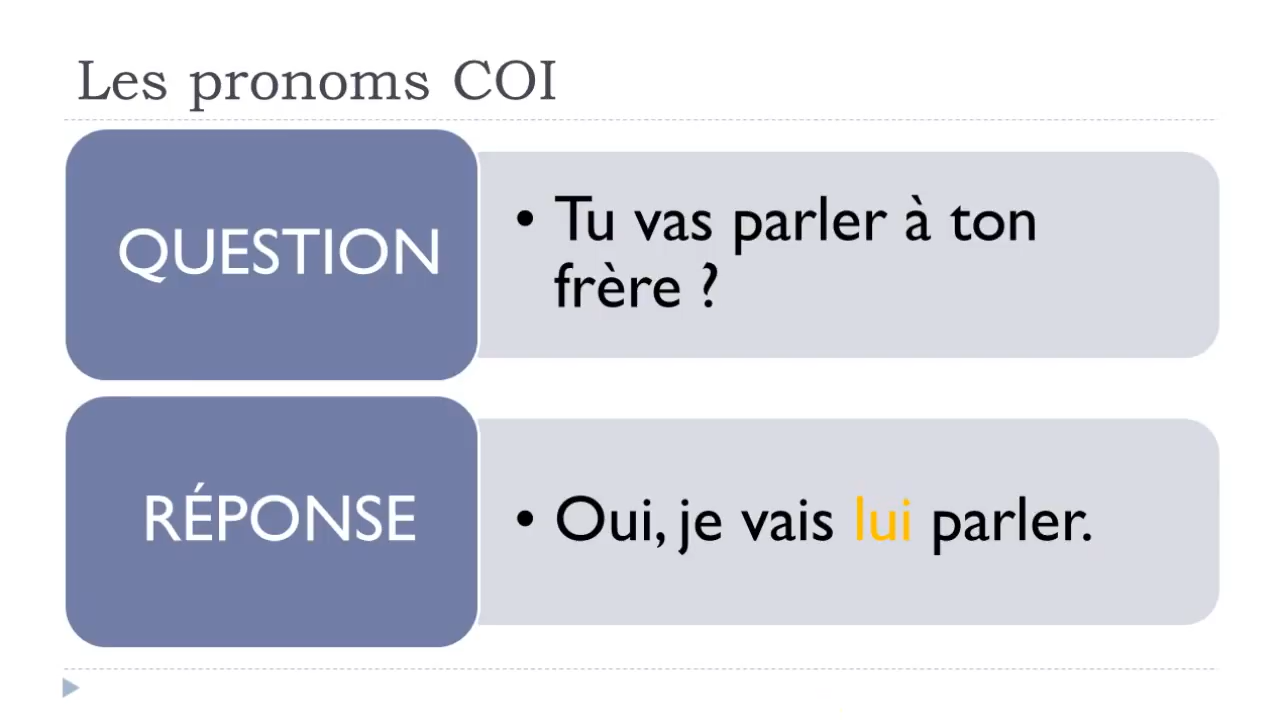 Les pronoms COI
QUESTION
• Tu vas parler à ton
frère ?
RÉPONSE
• Oui, je vais lui parler.